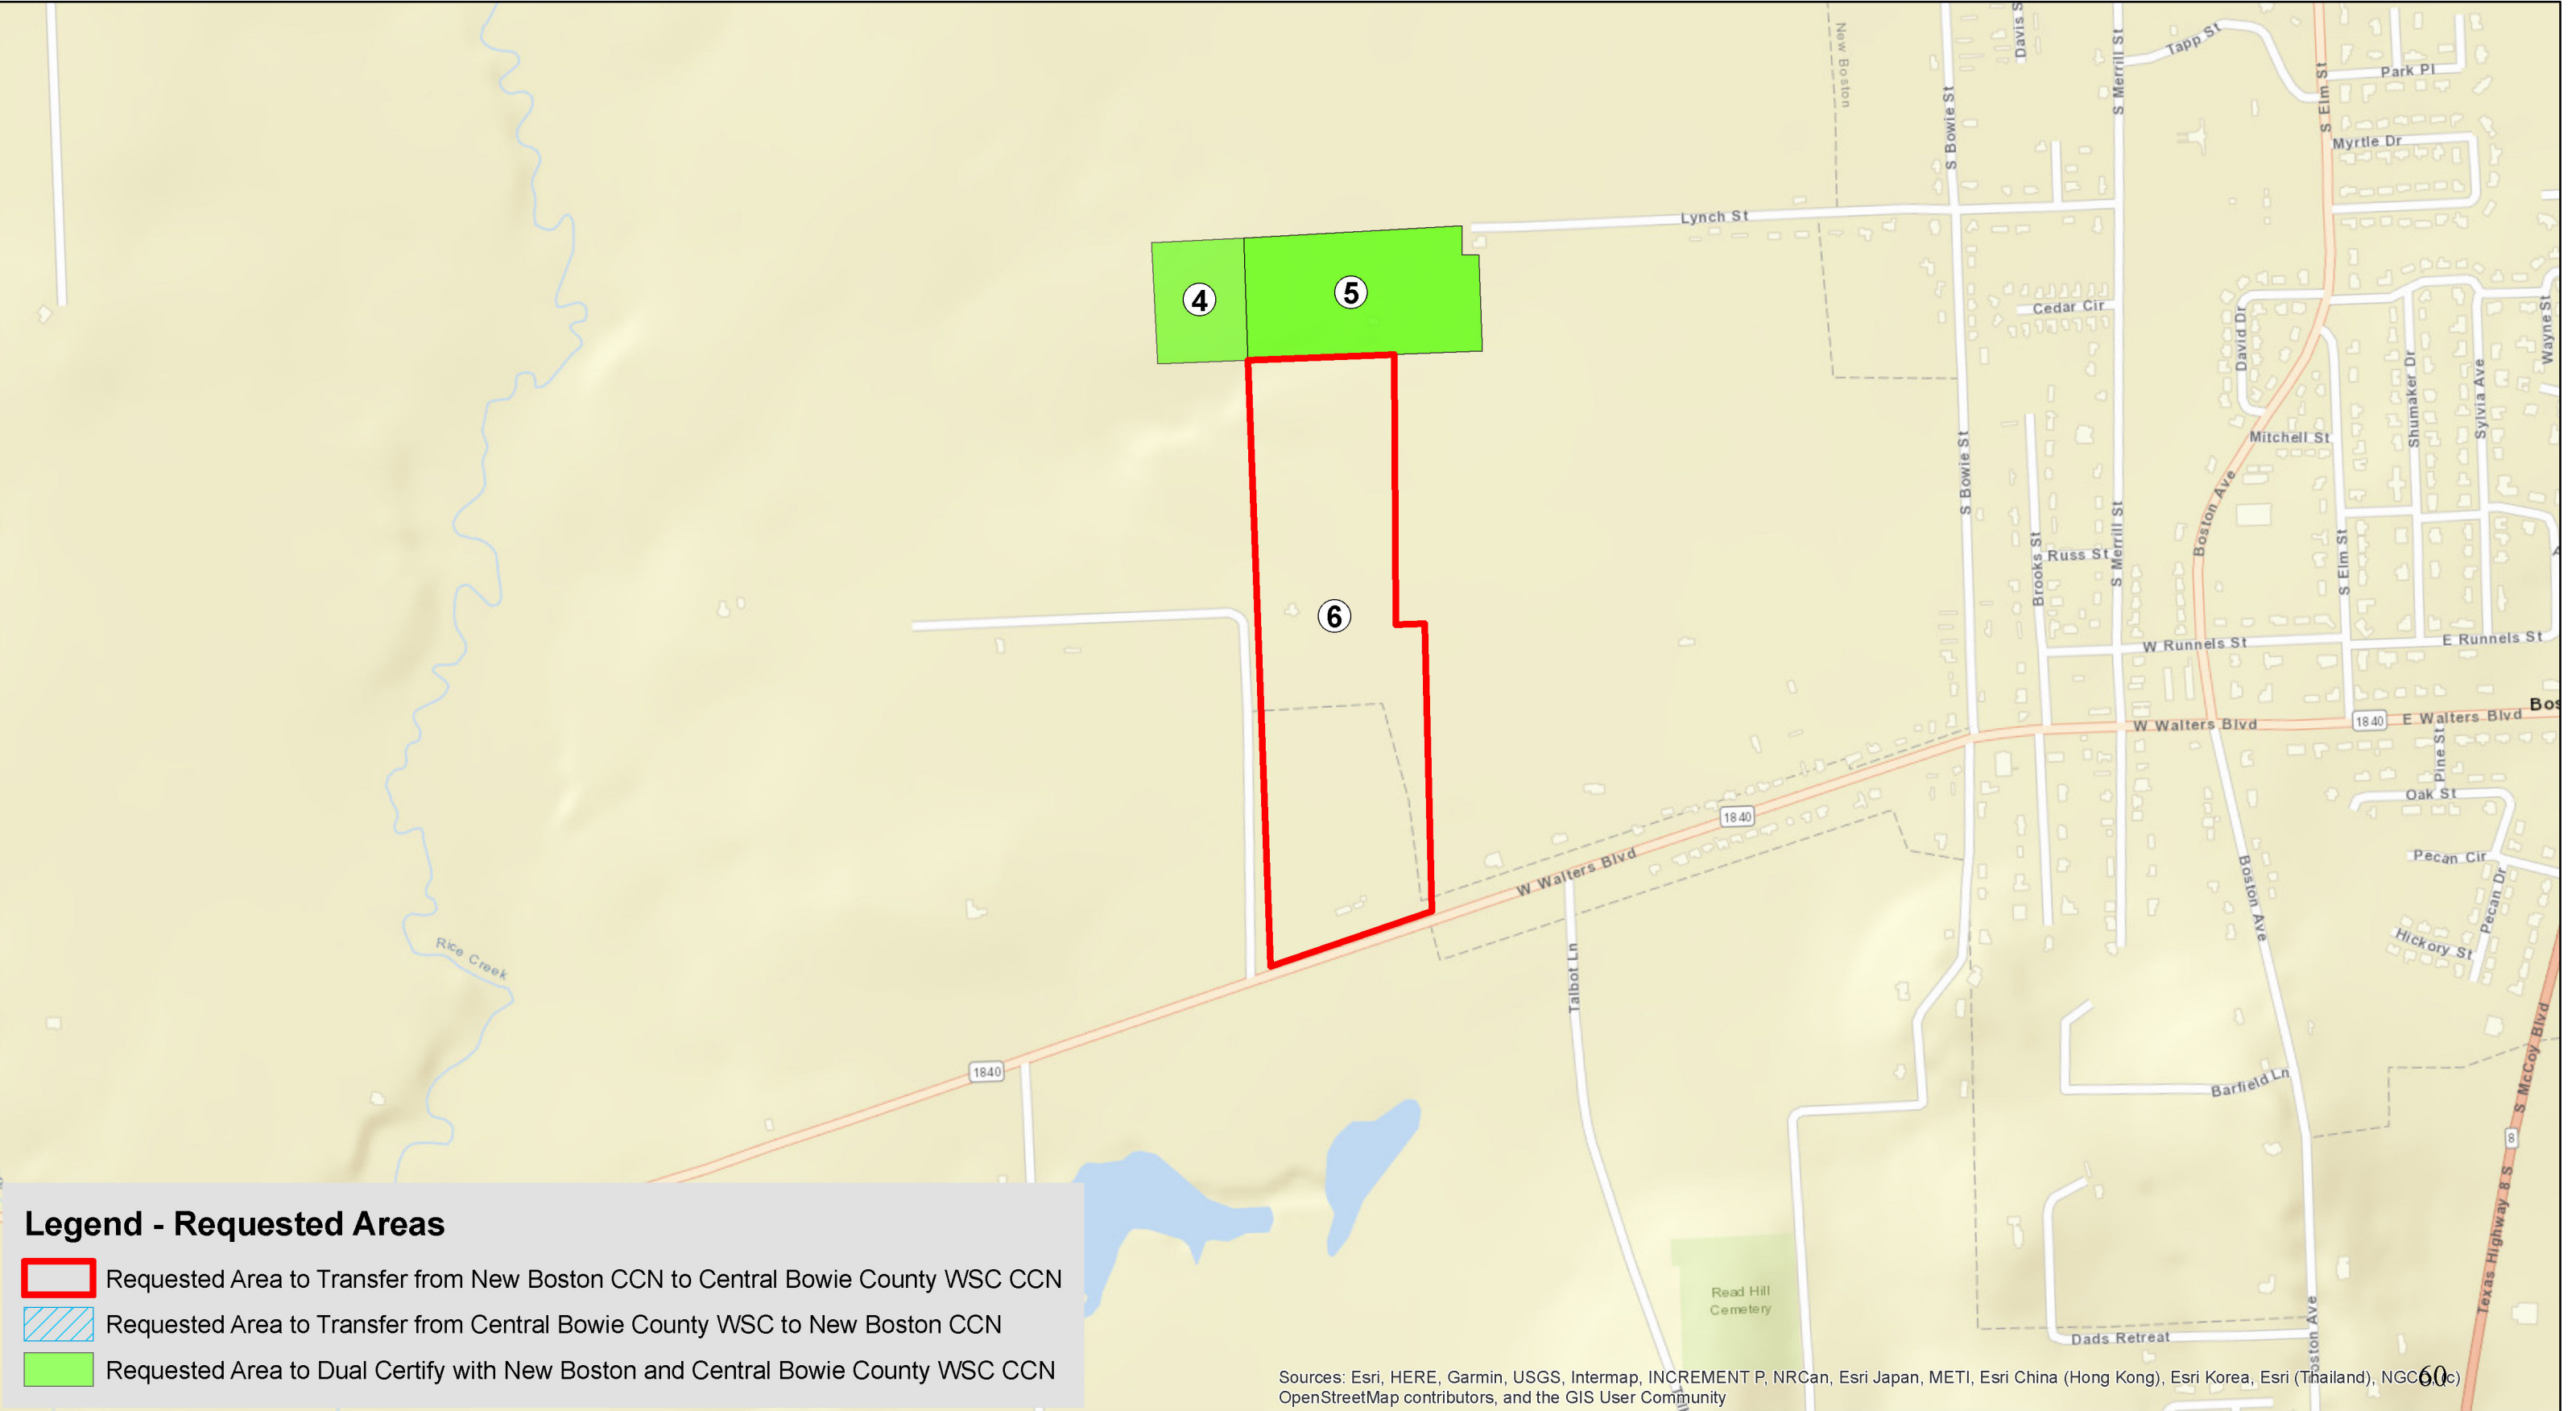 New Boston
Davis S
S Merrill St
Tapp St
S Elm St
Park Pl
S Bowie St
Myrtle Dr
Lynch St
4
5
Cedar Cir
David Dr
Wayne St
Shumaker Dr
Sylvia Ave
Mitchell St
S Bowie St
Boston Ave
S Merrill St
Brooks St
Russ St
S Elm St
A
6
W Runnels St
E Runnels St
Bos
1840
E Walters Blvd
W Walters Blvd
Pine St
Oak St
1840
W Walters Blvd
Pecan Cir
Boston Ave
Pecan Dr
Hickory St
Rice Creek
Talbot Ln
S McCoy Blvd
1840
Barfield Ln
8
Texas Highway 8 S
Legend - Requested Areas
Requested Area to Transfer from New Boston CCN to Central Bowie County WSC CCN
Requested Area to Transfer from Central Bowie County WSC to New Boston CCN
Requested Area to Dual Certify with New Boston and Central Bowie County WSC CCN
Read Hill
Cemetery
Dads Retreat
oston Ave
Sources: Esri, HERE, Garmin, USGS, Intermap, INCREMENT P, NRCan, Esri Japan, METI, Esri China (Hong Kong), Esri Korea, Esri (Thailand), NGCC, (c)
OpenStreetMap contributors, and the GIS User Community
60